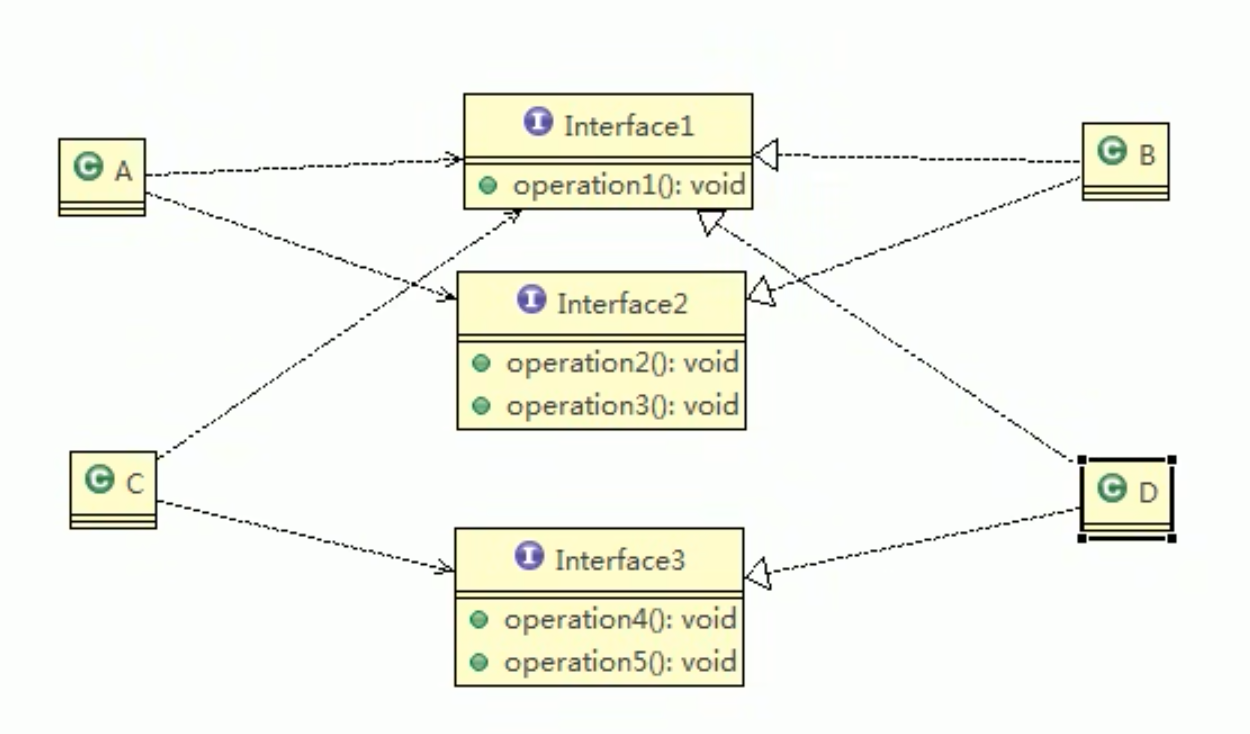 A
Interface1
operation1(): void
B
Interface2
operation2(): void
operation3(): void
C
D
Interface3
operation4(): void
operation5(): void